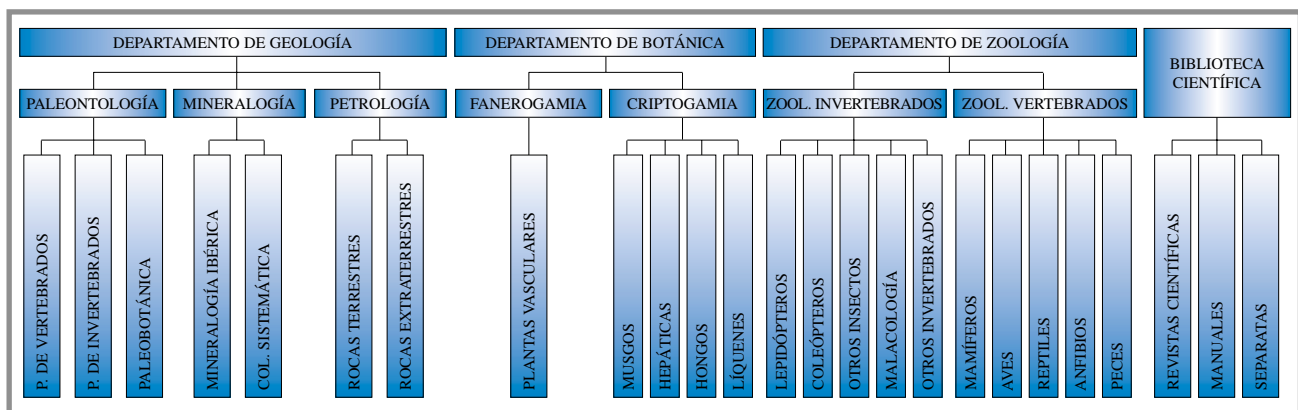 DEPARTAMENTO DE GEOLOGÍA
DEPARTAMENTO DE BOTÁNICA
DEPARTAMENTO DE ZOOLOGÍA
BIBLIOTECA
CIENTÍFICA
PALEONTOLOGÍA
MINERALOGÍA
PETROLOGÍA
FANEROGAMIA
CRIPTOGAMIA
ZOOL. INVERTEBRADOS
ZOOL. VERTEBRADOS
P. DE VERTEBRADOS
P. DE INVERTEBRADOS
PALEOBOTÁNICA
MINERALOGÍA IBÉRICA
COL. SISTEMÁTICA
ROCAS TERRESTRES
ROCAS EXTRATERRESTRES
PLANTAS VASCULARES
MUSGOS
HEPÁTICAS
HONGOS
LÍQUENES
LEPIDÓPTEROS
COLEÓPTEROS
OTROS INSECTOS
MALACOLOGÍA
OTROS INVERTEBRADOS
MAMÍFEROS
AVES
REPTILES
ANFIBIOS
PECES
REVISTAS CIENTÍFICAS
MANUALES
SEPARATAS